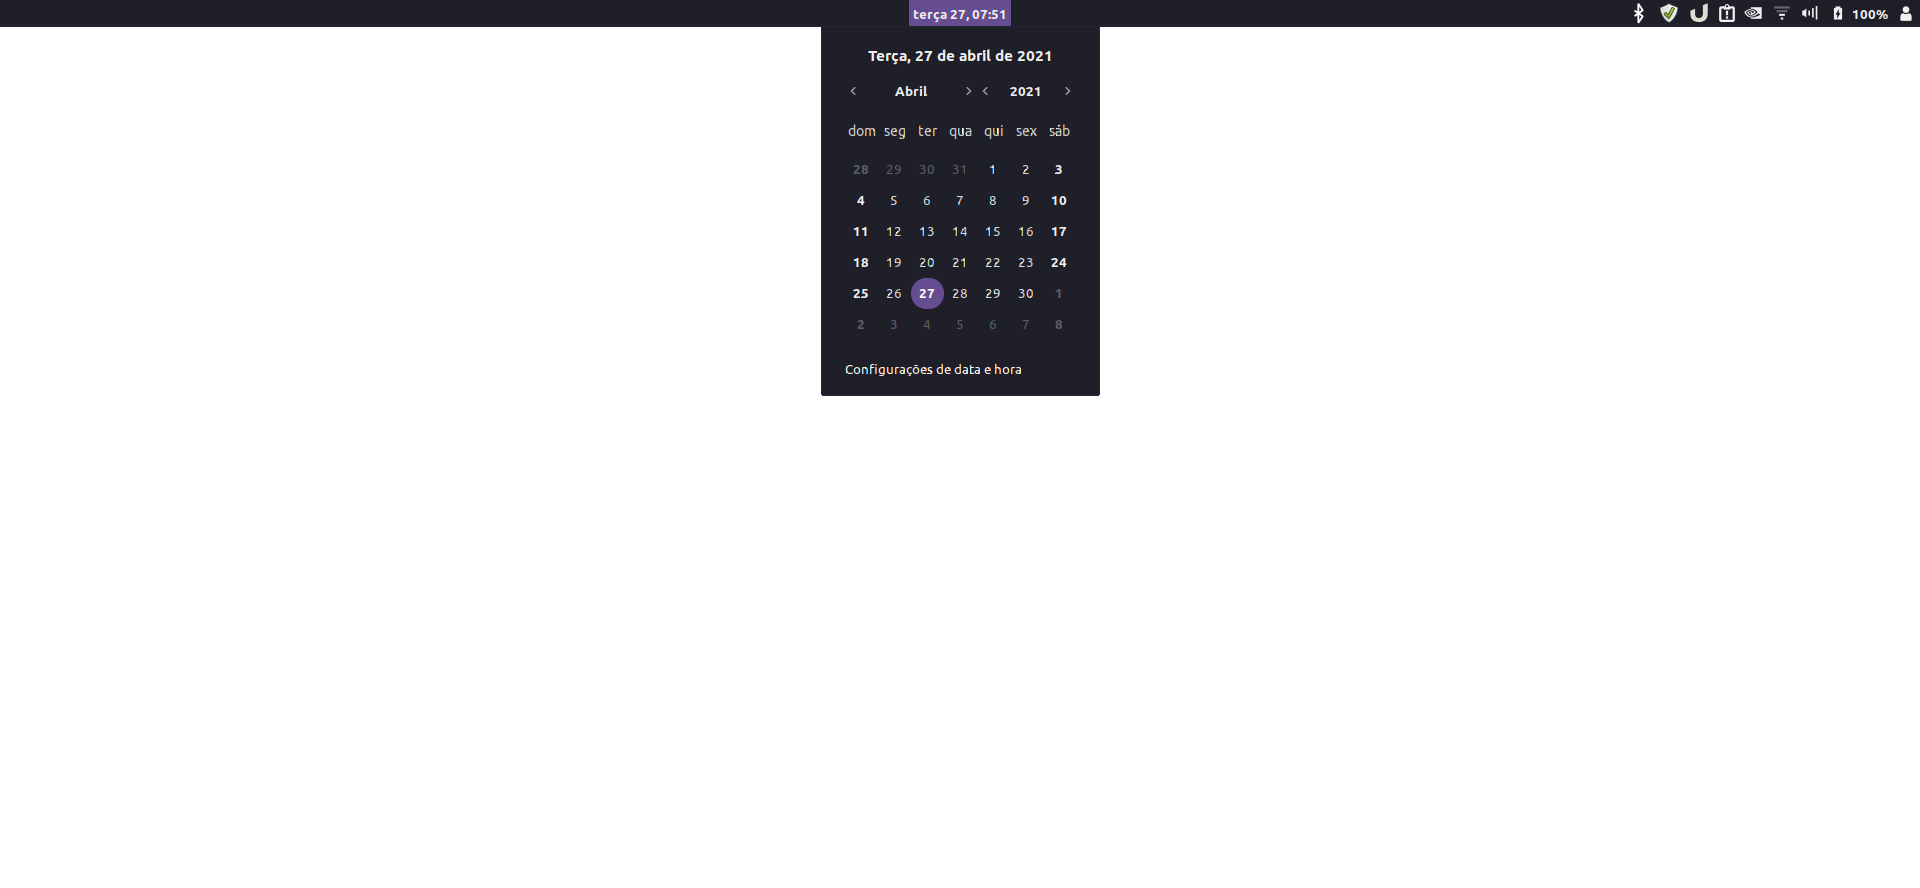 terça 27, 07:51
100%
Terça, 27 de abril de 2021
Abril 2021
dom seg ter qua qui sex sáb
28 29 30 31 1 2 3
4 5 6 7 8 9 10
11 12 13 14 15 16 17
18 19 20 21 22 23 24
25 26 27 28 29 30 1
2 3 4 5 6 7 8
Configurações de data e hora